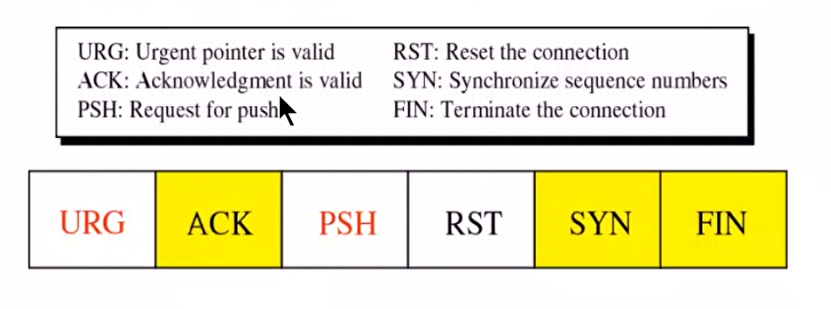 URG: Urgent pointer is valid
ACK: Acknowledgment is valid
PSH: Request for push
RST: Reset the connection
SYN: Synchronize sequence numbers
FIN: Terminate the connection
URG ACK PSH RST SYN FIN